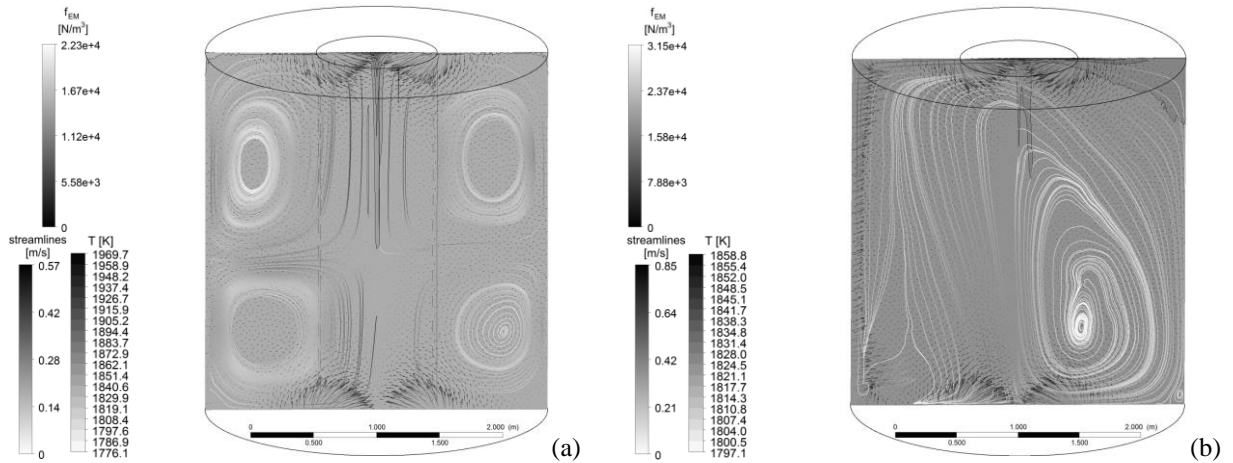 f_EM
[N/m³]
2.23e+4
1.67e+4
1.12e+4
5.58e+3
0
streamlines
[m/s]
0.57
0.43
0.28
0.14
0.00
T [K]
1969.7
1958.9
1948.2
1937.4
1926.7
1915.9
1905.2
1894.4
1883.7
1872.9
1862.1
1851.4
1840.6
1829.9
1819.1
1808.4
1797.6
1786.9
1776.1
0 1.000 2.000 (m)
0.500 1.500
(a)
f_EM
[N/m³]
3.15e+4
2.37e+4
1.58e+4
7.88e+3
0
streamlines
[m/s]
0.85
0.64
0.43
0.21
0.00
T [K]
1858.8
1855.4
1852.0
1848.5
1845.1
1841.7
1838.3
1834.8
1831.4
1828.0
1824.5
1821.1
1817.7
1814.3
1810.8
1807.4
1804.0
1800.5
1797.1
0 1.000 2.000 (m)
0.500 1.500
(b)